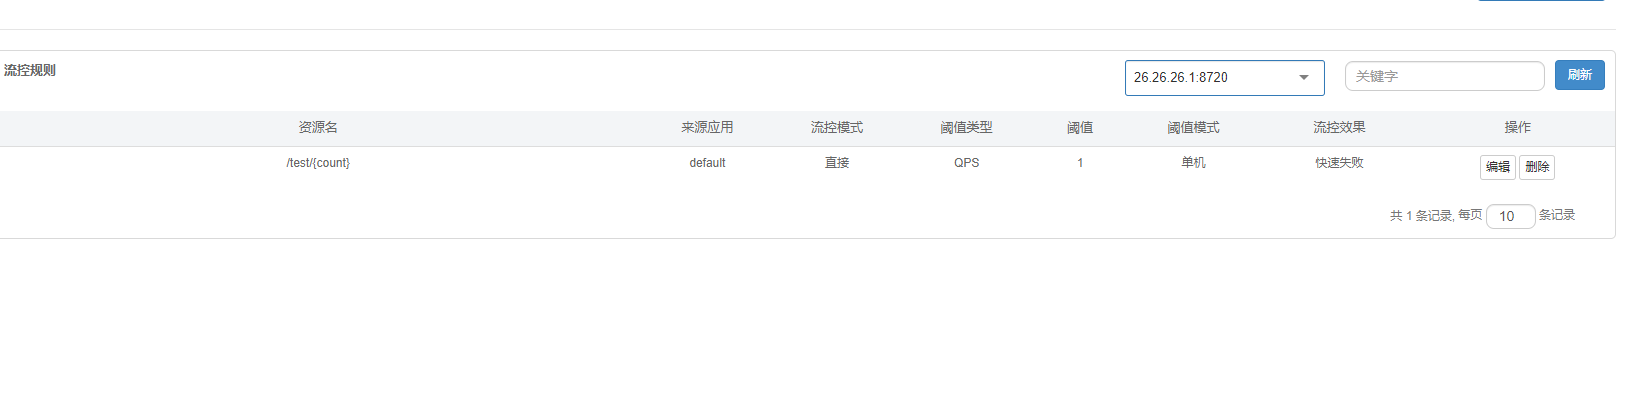 流控规则 26.26.26.1:8720 关键字 刷新
资源名 来源应用 流控模式 阈值类型 阈值 阈值模式 流控效果 操作
/test/{count} default 直接 QPS 1 单机 快速失败 编辑 删除
共 1 条记录, 每页 10 条记录